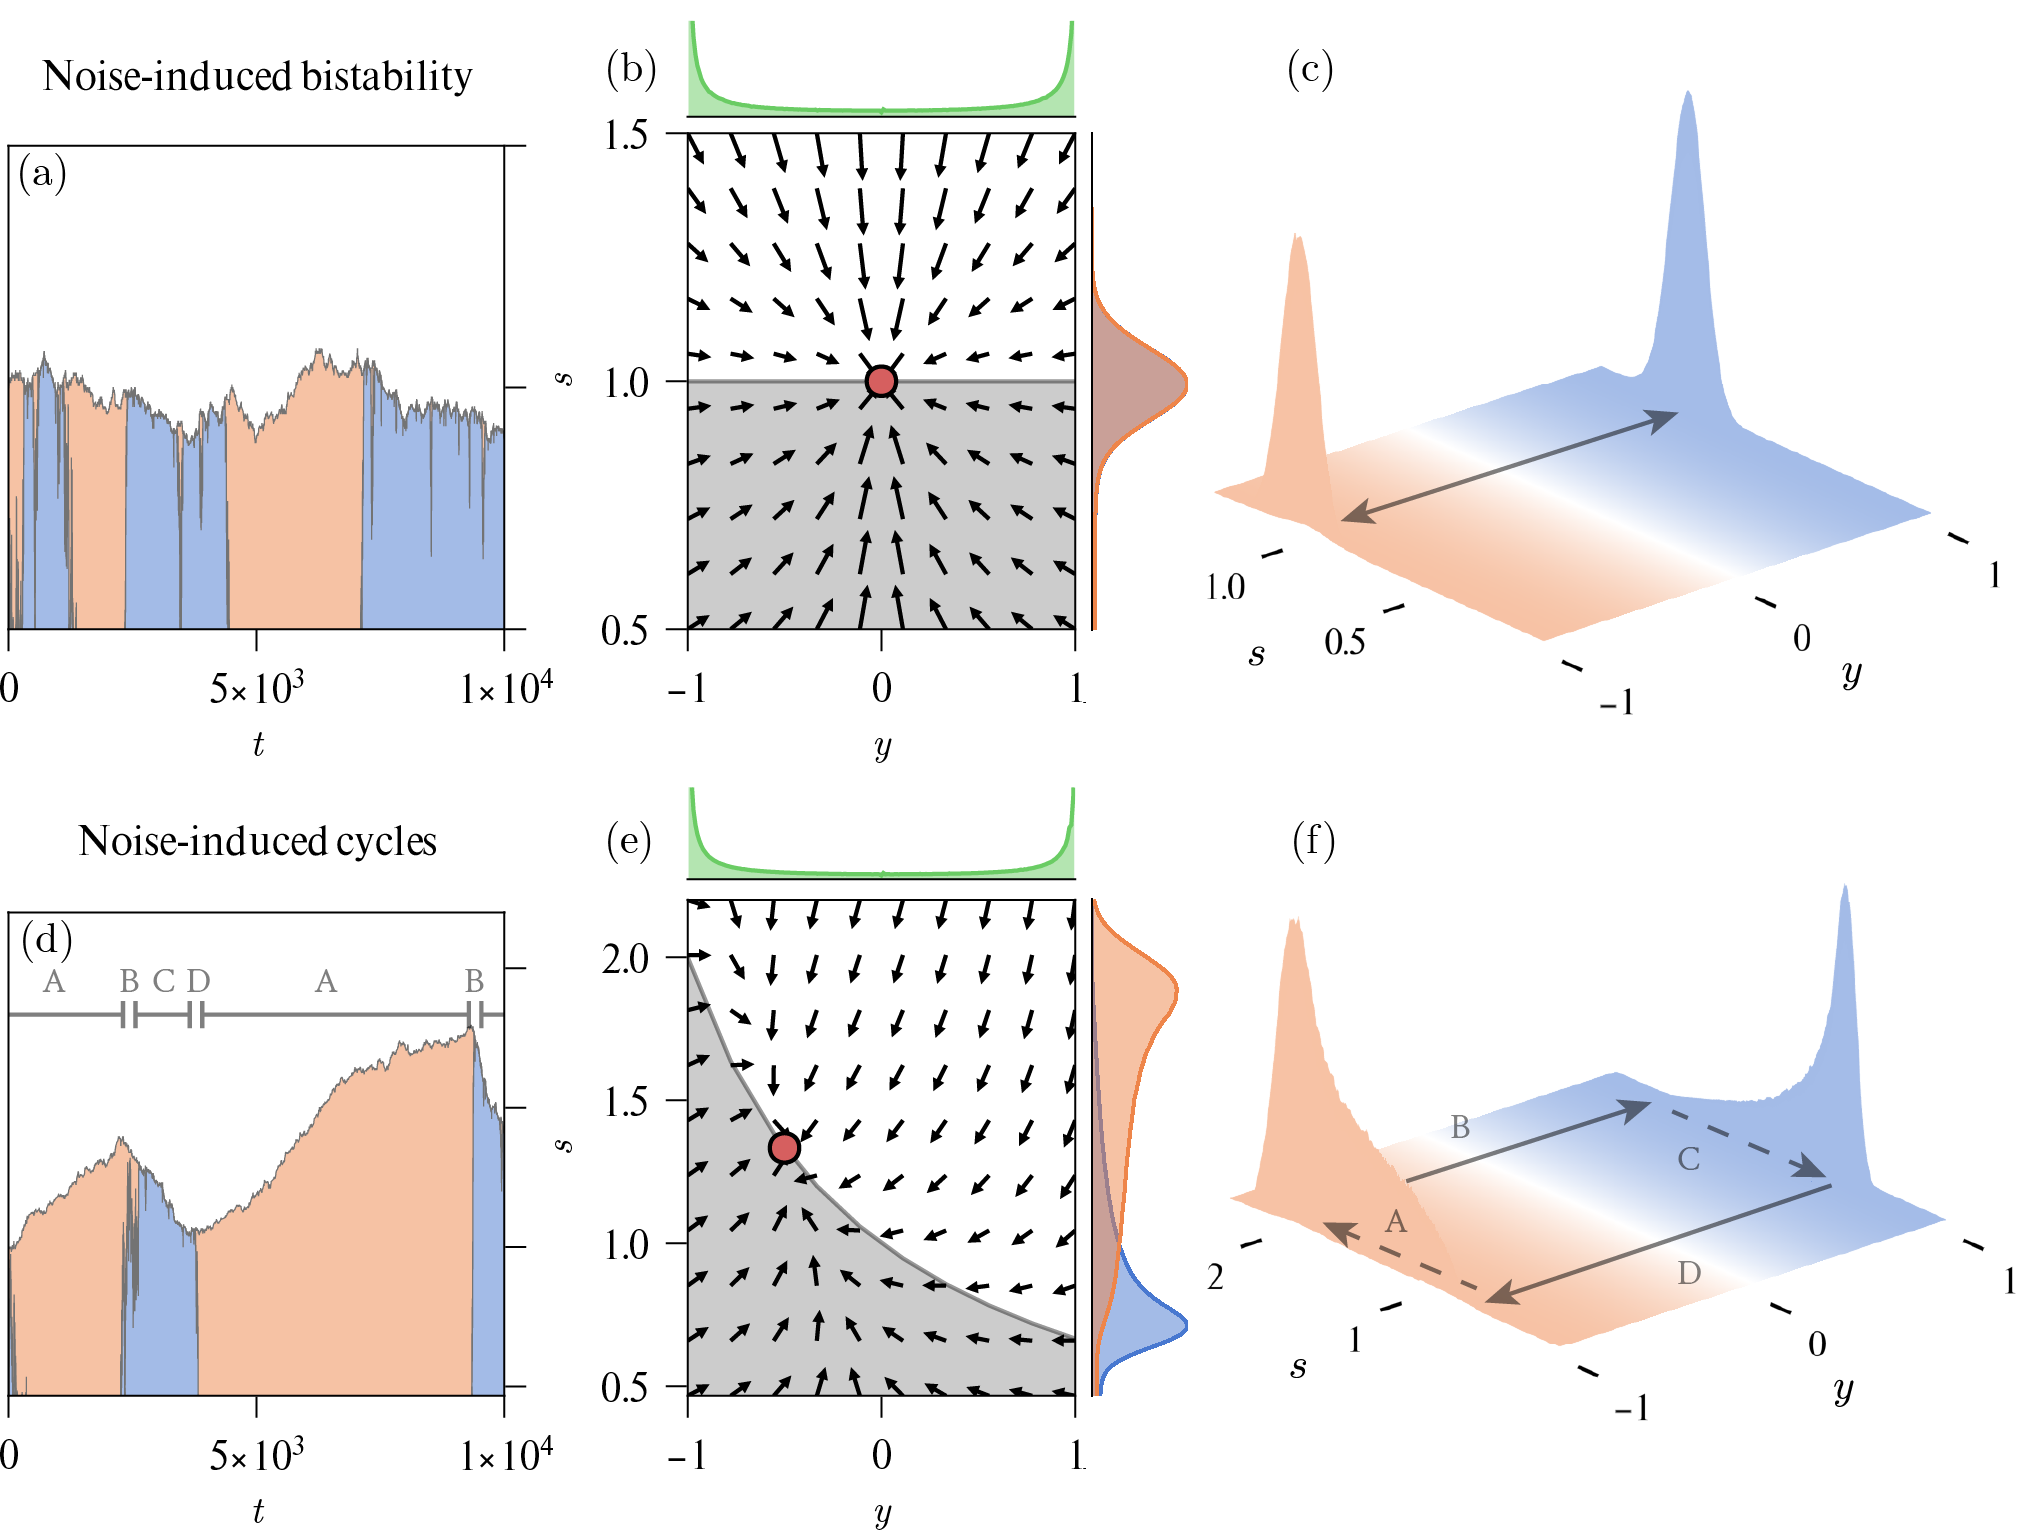 Noise-induced bistability
(a)
0
5×10³
1×10⁴
t
(b)
s
1.5
1.0
0.5
−1
0
1
y
(c)
1.0
0.5
s
−1
0
1
y
Noise-induced cycles
(d)
A
B
C
D
A
B
0
5×10³
1×10⁴
t
(e)
s
2.0
1.5
1.0
0.5
−1
0
1
y
(f)
B
C
A
D
2
1
s
−1
0
1
y